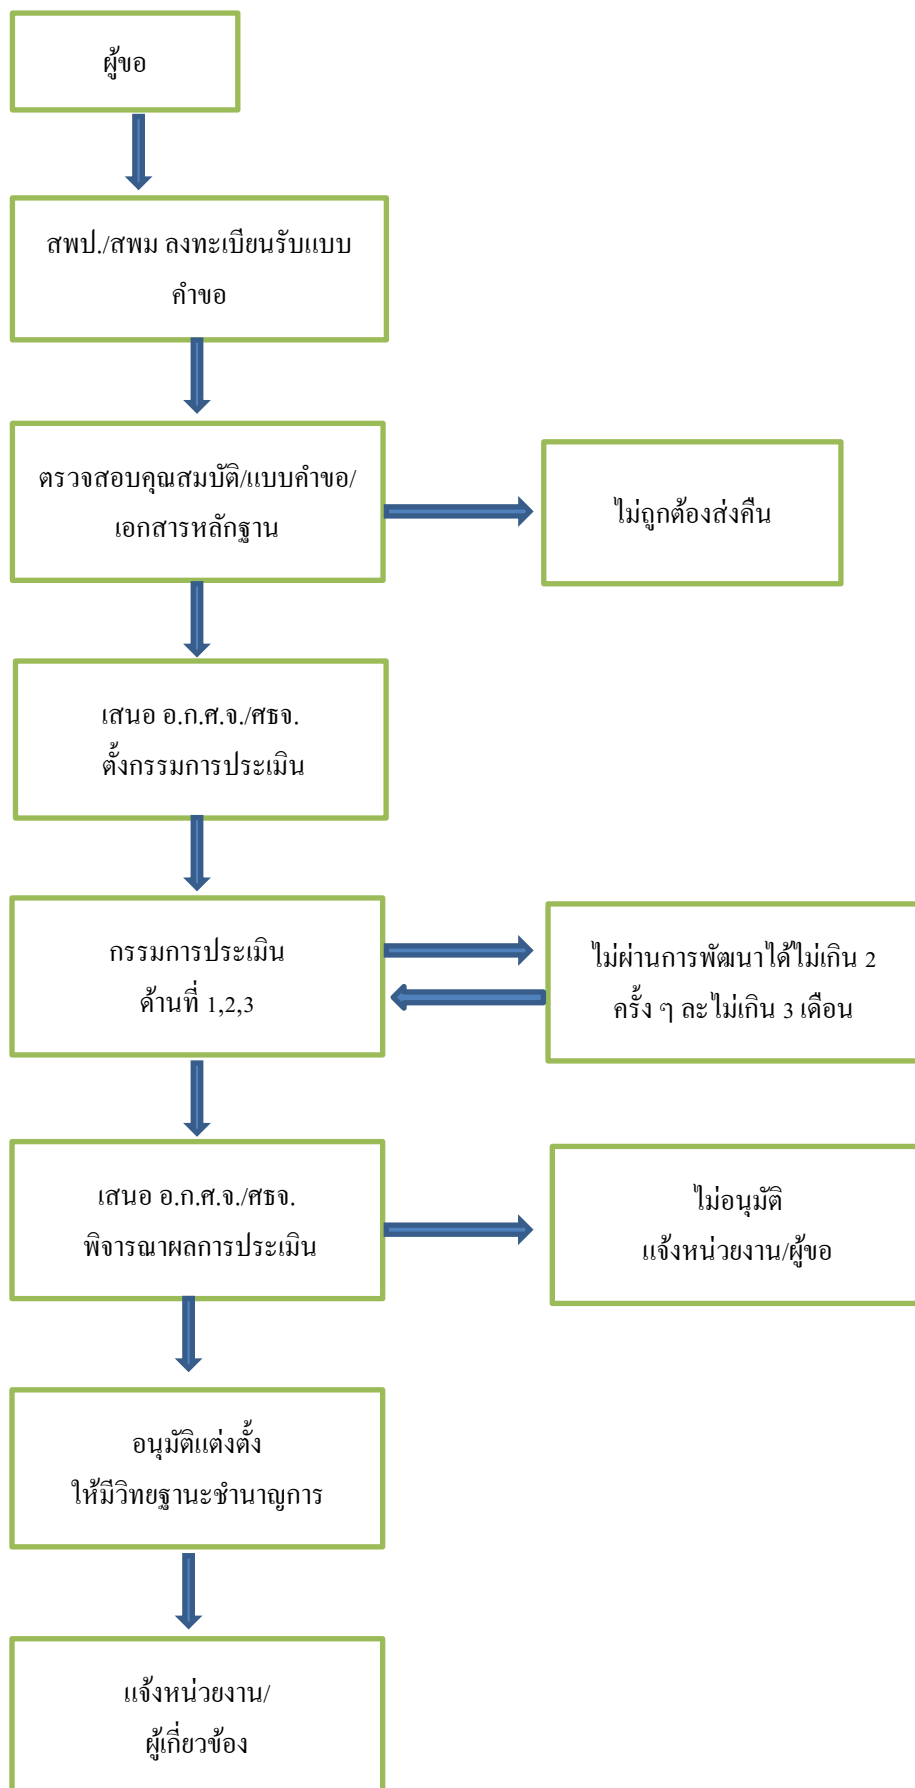 ผู้ขอ
สพป./สพม ลงทะเบียนรับแบบ
คำขอ
ตรวจสอบคุณสมบัติ/แบบคำขอ/
เอกสารหลักฐาน
ไม่ถูกต้องส่งคืน
เสนอ อ.ก.ศ.จ./ศธจ.
ตั้งกรรมการประเมิน
กรรมการประเมิน
ด้านที่ 1,2,3
ไม่ผ่านการพัฒนาได้ไม่เกิน 2
ครั้ง ๆ ละไม่เกิน 3 เดือน
เสนอ อ.ก.ศ.จ./ศธจ.
พิจารณาผลการประเมิน
ไม่อนุมัติ
แจ้งหน่วยงาน/ผู้ขอ
อนุมัติแต่งตั้ง
ให้มีวิทยฐานะชำนาญการ
แจ้งหน่วยงาน/
ผู้เกี่ยวข้อง